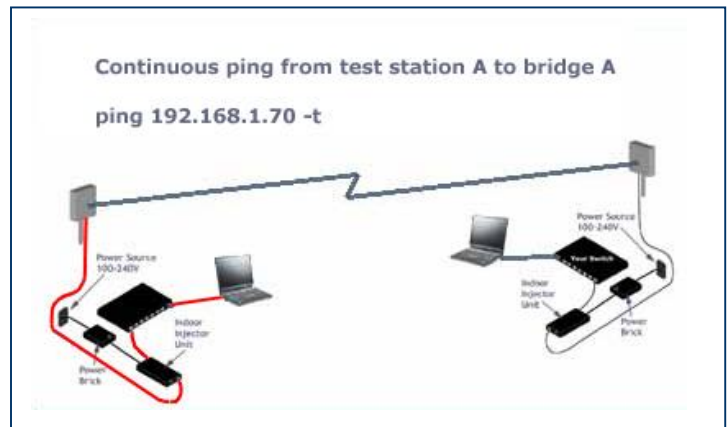 Continuous ping from test station A to bridge A
ping 192.168.1.70 -t
Power Source
100-240V
Indoor
Injector
Unit
Power
Brick
Power Source
100-240V
Your Switch
Indoor
Injector
Unit
Power
Brick